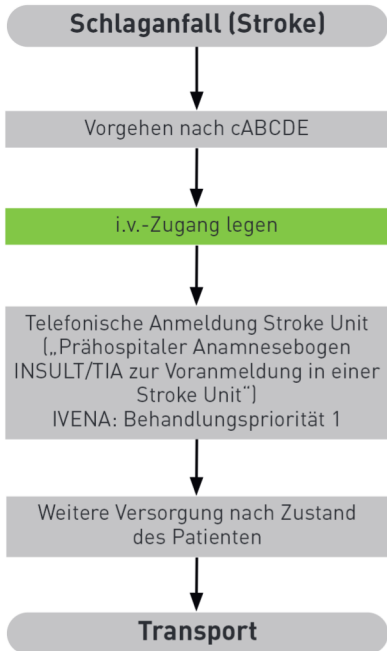 Schlaganfall (Stroke)
Vorgehen nach cABCDE
i.v.-Zugang legen
Telefonische Anmeldung Stroke Unit
(„Prähospitaler Anamnesebogen
INSULT/TIA zur Voranmeldung in einer
Stroke Unit“)
IVENA: Behandlungspriorität 1
Weitere Versorgung nach Zustand
des Patienten
Transport